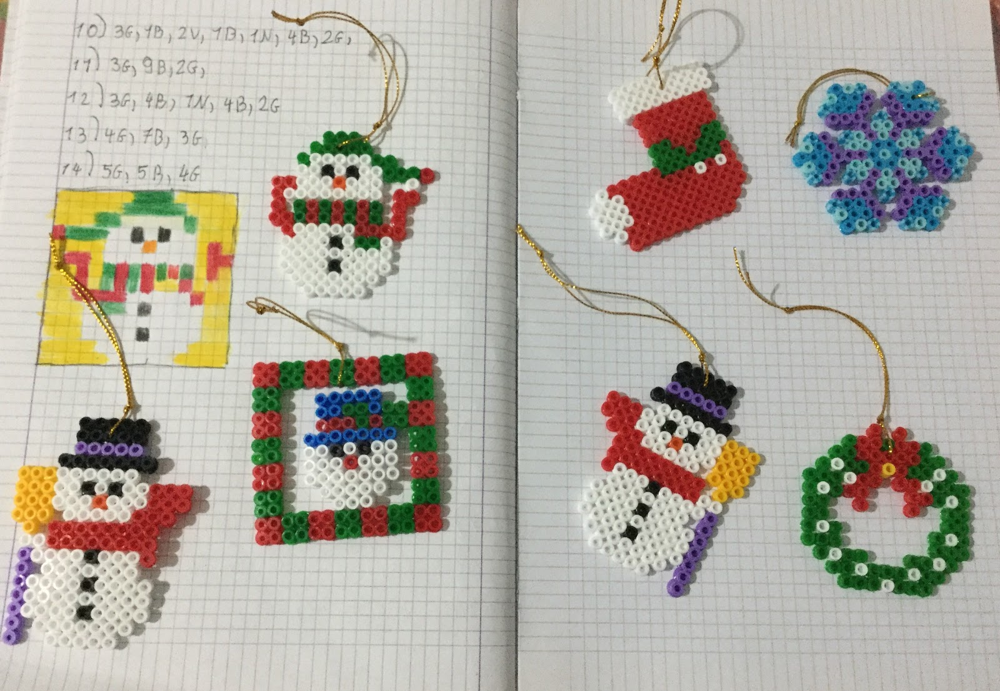 10) 3G, 1B, 2V, 1B, 1N, 4B, 2G,
11) 3G, 9B, 2G,
12) 3G, 4B, 1N, 4B, 2G
13) 4G, 7B, 3G
14) 5G, 5B, 4G